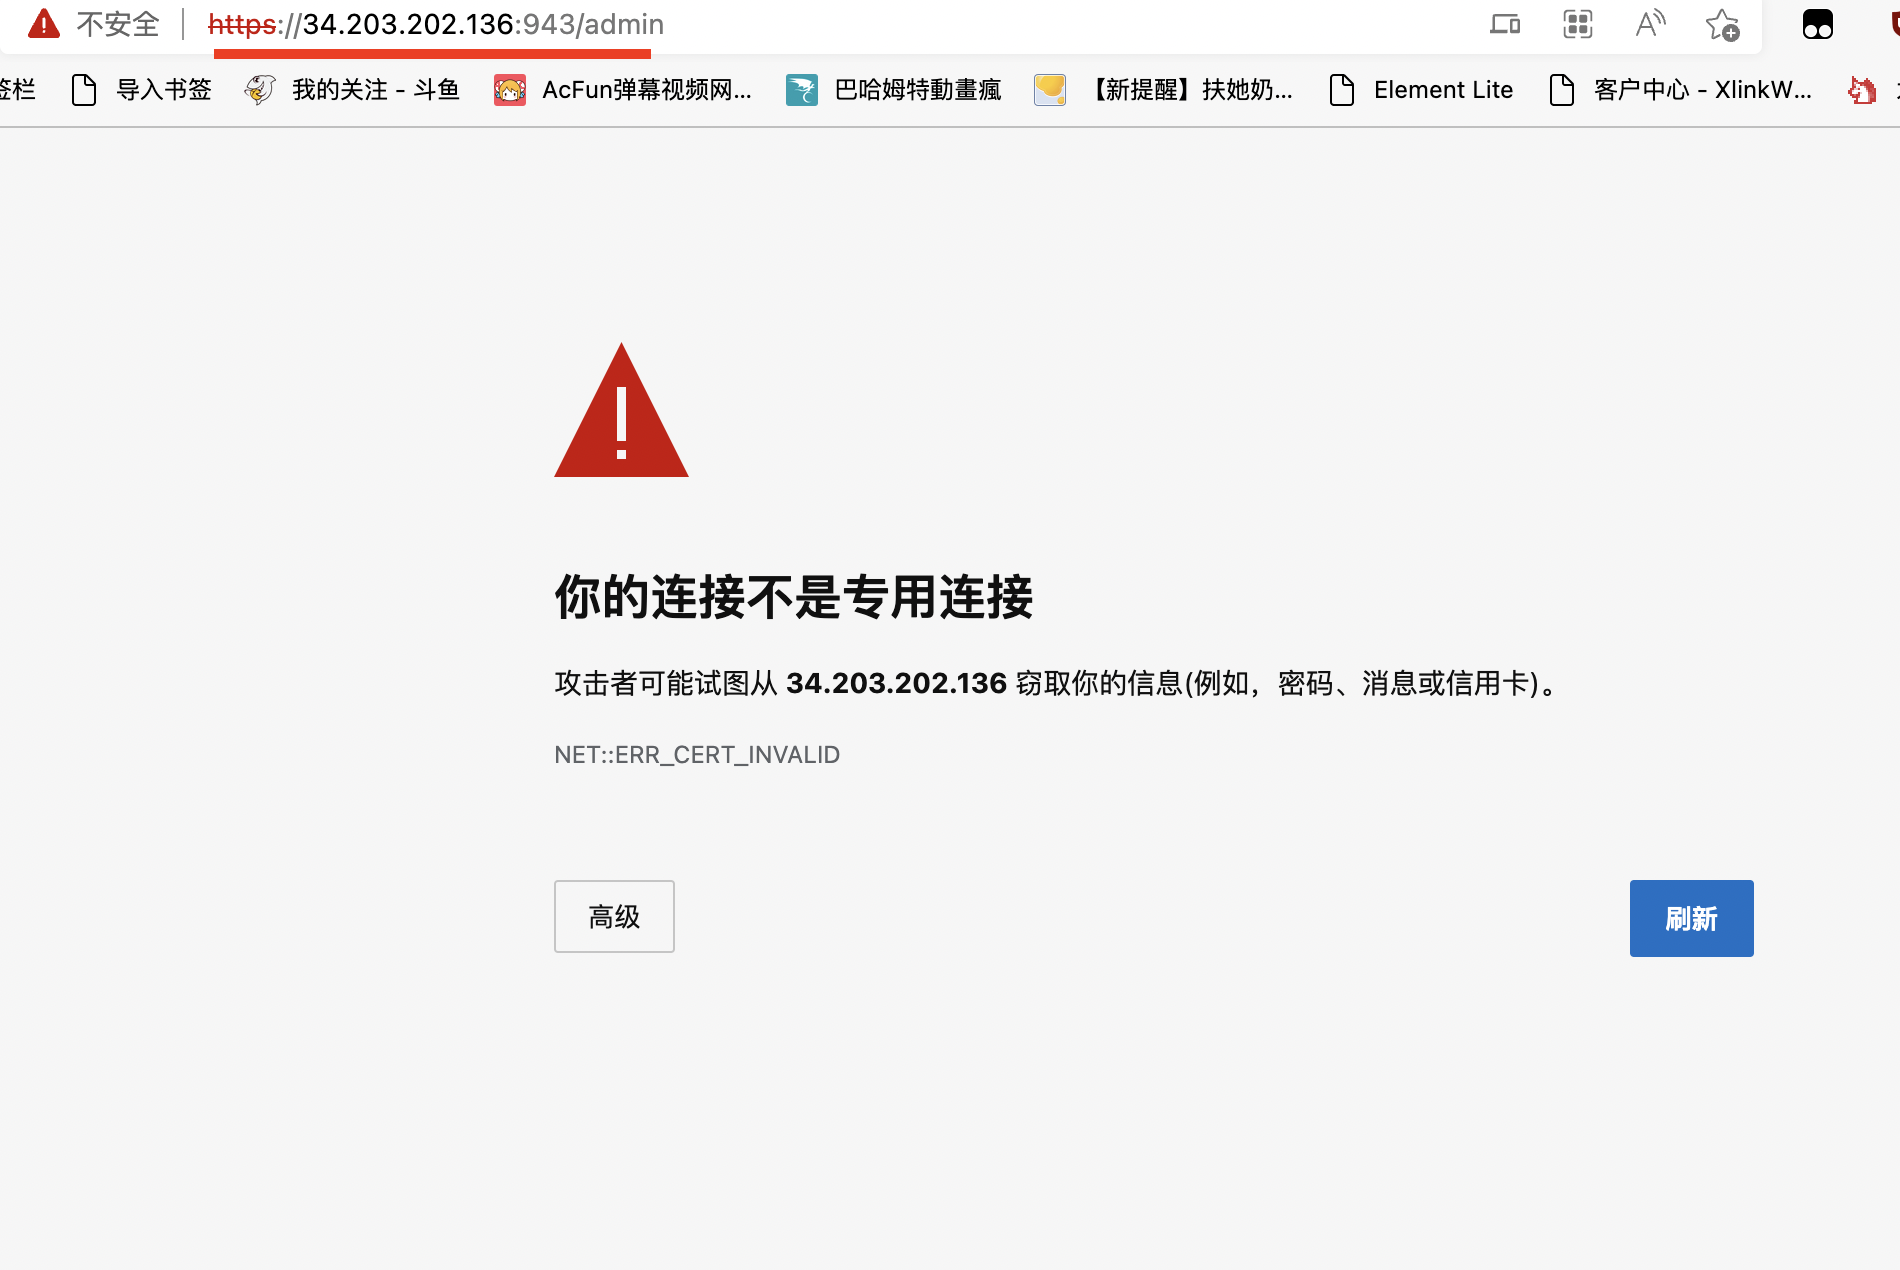 不安全 https://34.203.202.136:943/admin
签栏 导入书签 我的关注 - 斗鱼 AcFun弹幕视频网... 巴哈姆特動畫瘋 【新提醒】扶她奶... Element Lite 客户中心 - XlinkW...
你的连接不是专用连接
攻击者可能试图从 34.203.202.136 窃取你的信息(例如，密码、消息或信用卡)。
NET::ERR_CERT_INVALID
高级 刷新